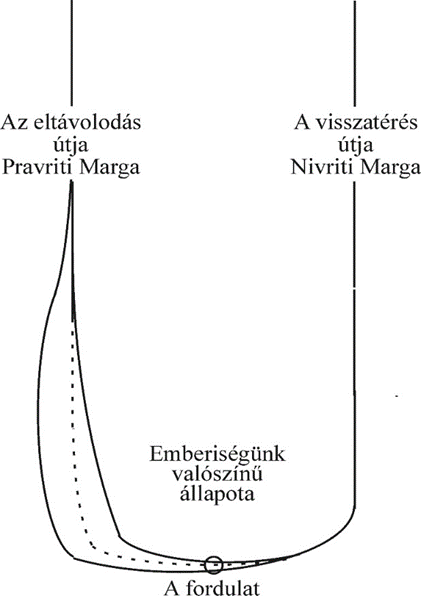 Az eltávolodás
útja
Pravriti Marga
A visszatérés
útja
Nivriti Marga
Emberiségünk
valószínű
állapota
A fordulat